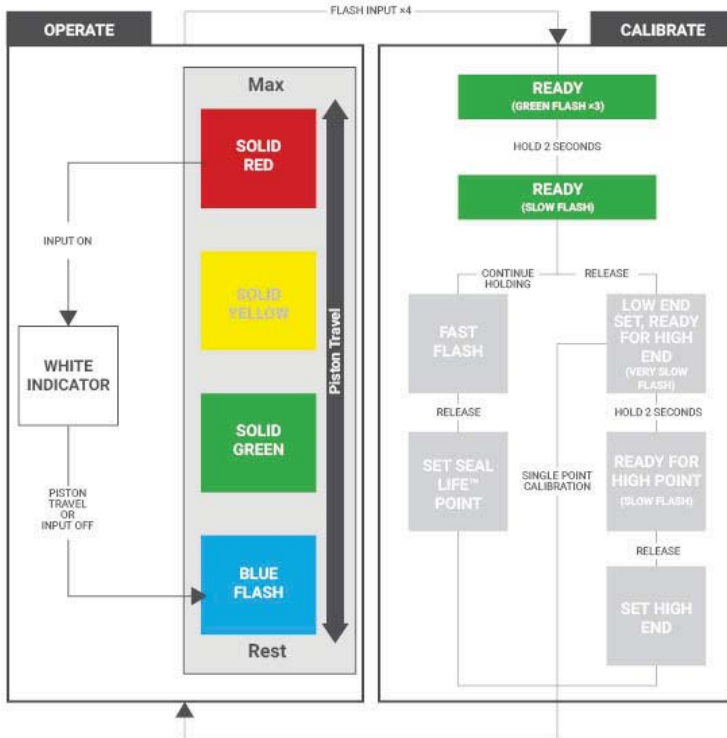 FLASH INPUT ×4
OPERATE
Max
SOLID
RED
INPUT ON
SOLID
YELLOW
WHITE
INDICATOR
SOLID
GREEN
PISTON
TRAVEL
OR
INPUT OFF
BLUE
FLASH
Rest
Piston Travel
CALIBRATE
READY
(GREEN FLASH ×3)
HOLD 2 SECONDS
READY
(SLOW FLASH)
CONTINUE
HOLDING
RELEASE
FAST
FLASH
RELEASE
SET SEAL
LIFE™
POINT
SINGLE POINT
CALIBRATION
LOW END
SET, READY
FOR HIGH
END
(VERY SLOW
FLASH)
HOLD 2 SECONDS
READY FOR
HIGH POINT
(SLOW FLASH)
RELEASE
SET HIGH
END